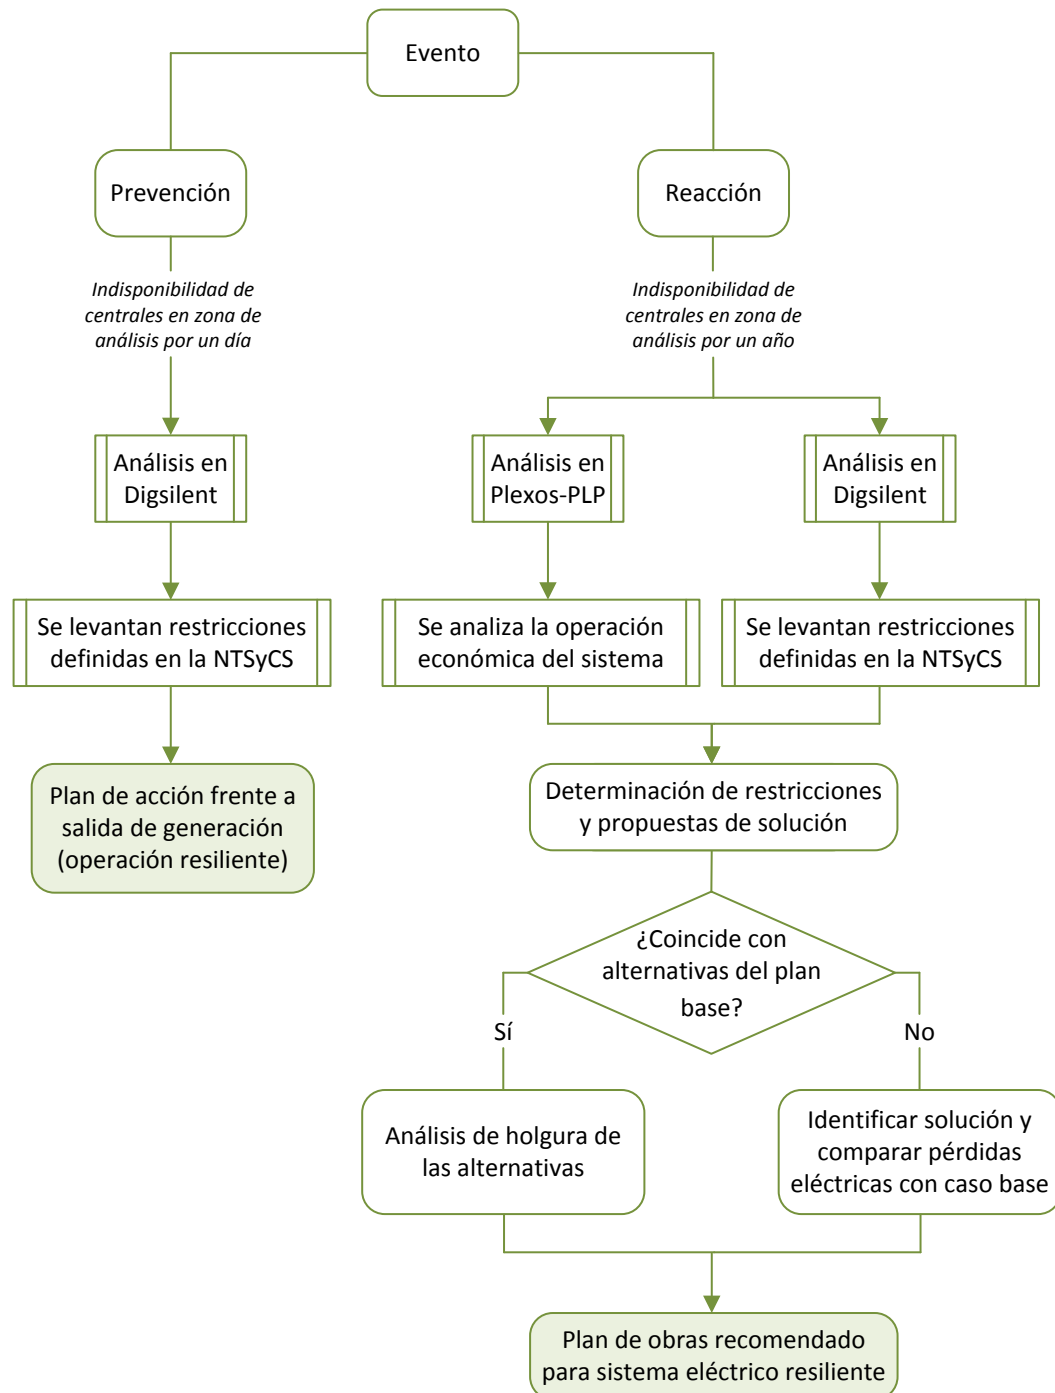 Evento
Prevención
Reacción
Indisponibilidad de
centrales en zona de
análisis por un día
Indisponibilidad de
centrales en zona de
análisis por un año
Análisis en
Digsilent
Análisis en
Plexos-PLP
Análisis en
Digsilent
Se levantan restricciones
definidas en la NTSyCS
Se analiza la operación
económica del sistema
Se levantan restricciones
definidas en la NTSyCS
Plan de acción frente a
salida de generación
(operación resiliente)
Determinación de restricciones
y propuestas de solución
¿Coincide con
alternativas del plan
base?
Sí
No
Análisis de holgura de
las alternativas
Identificar solución y
comparar pérdidas
eléctricas con caso base
Plan de obras recomendado
para sistema eléctrico resiliente